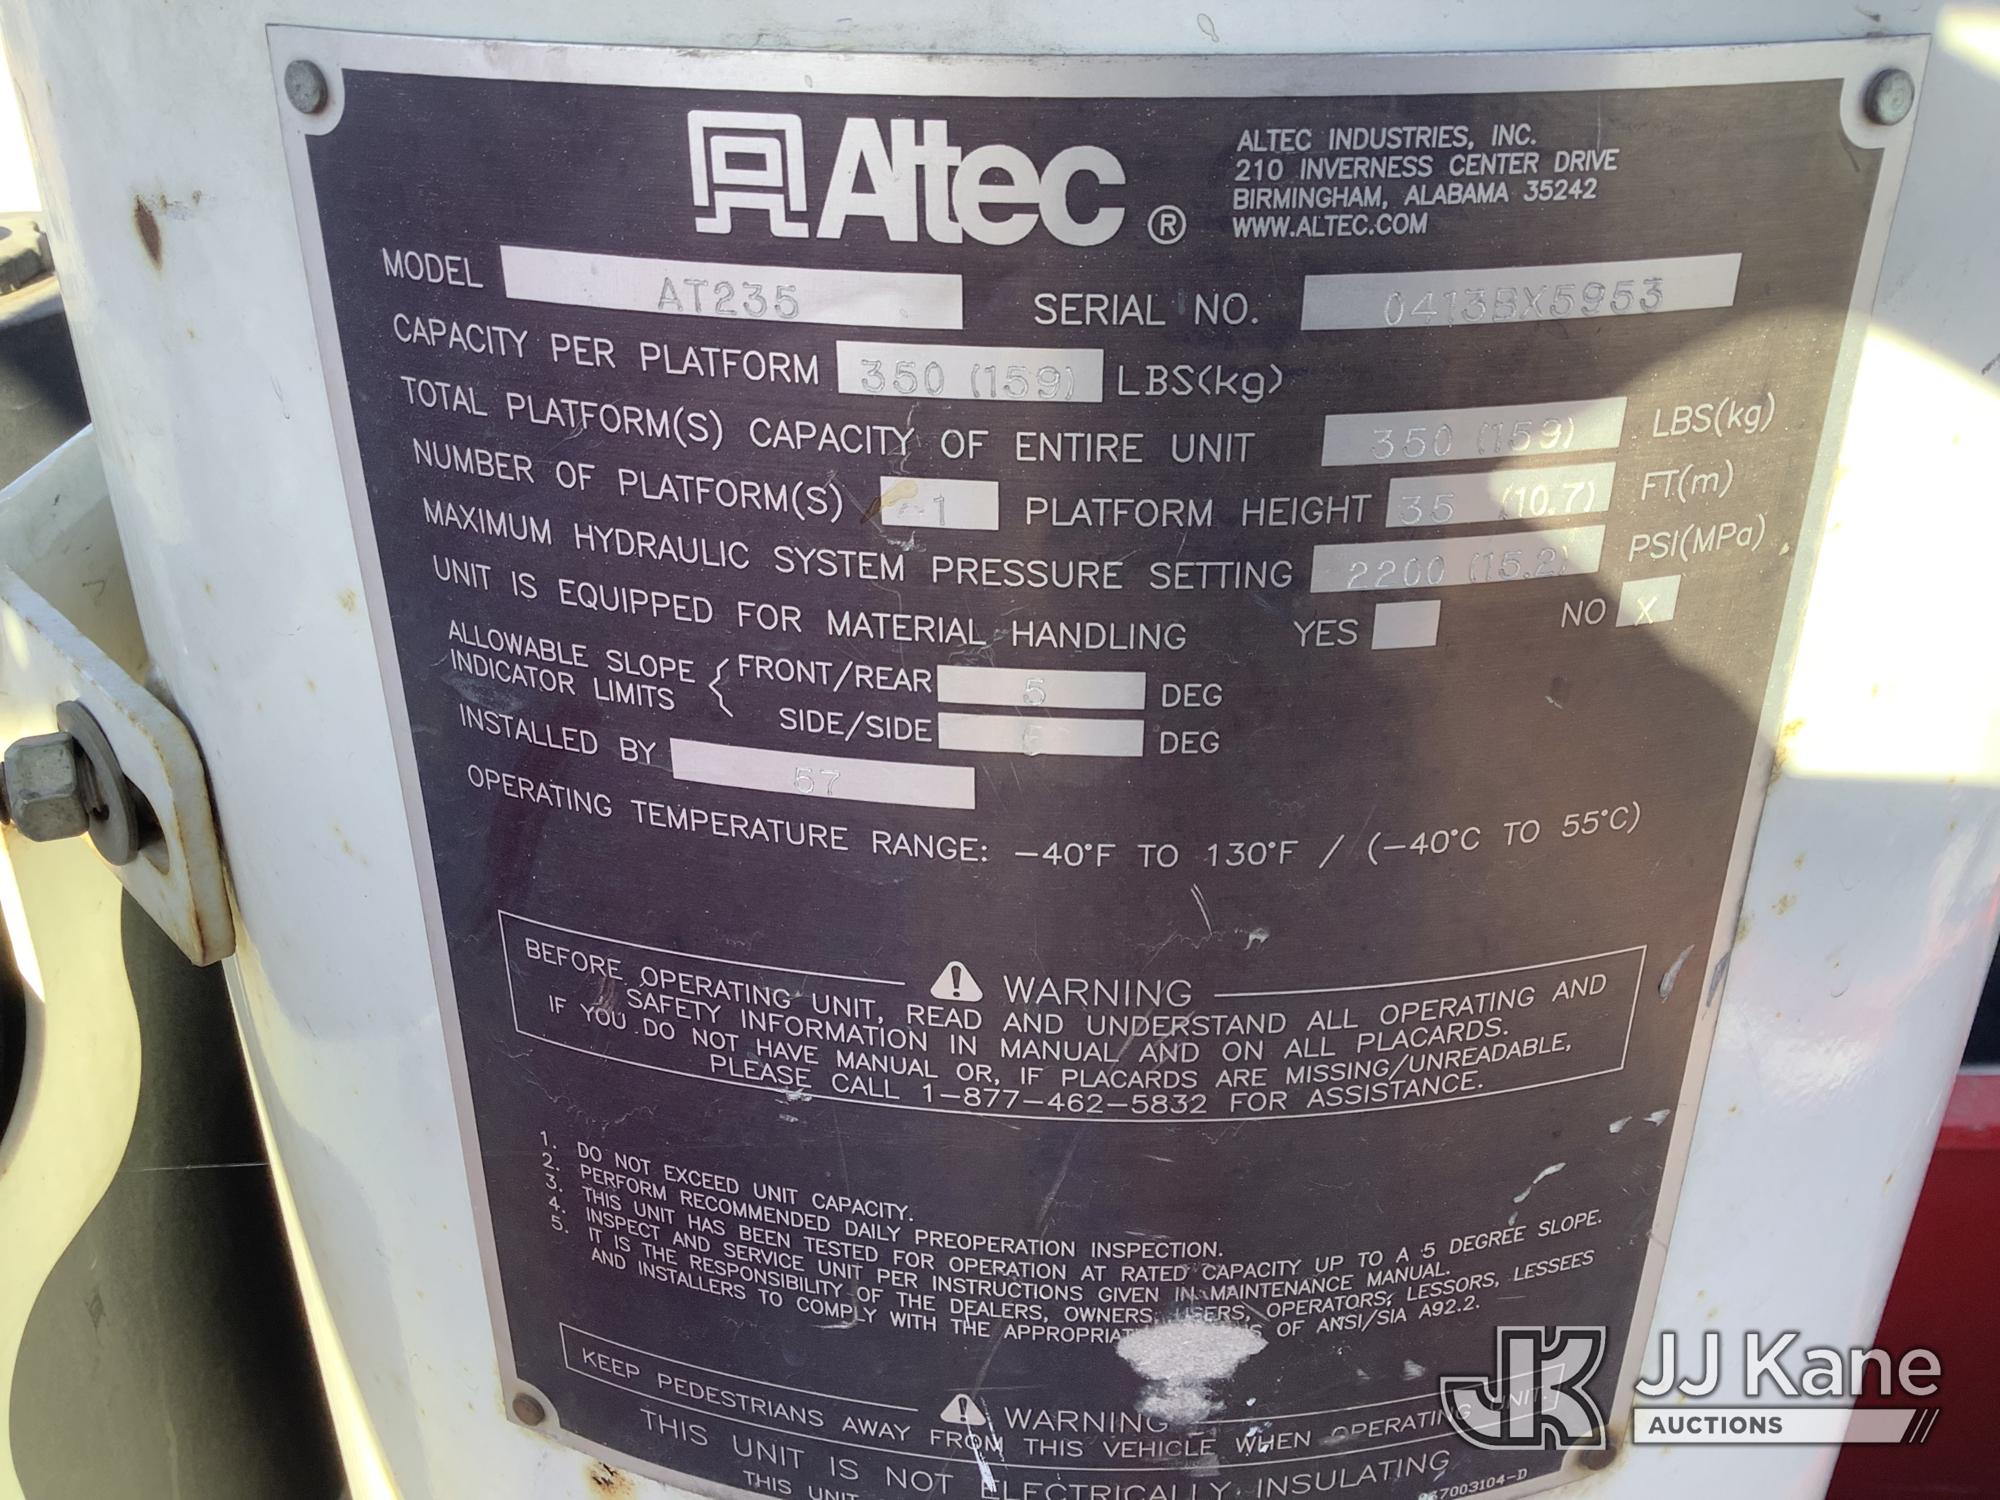 Altec ®
ALTEC INDUSTRIES, INC.
210 INVERNESS CENTER DRIVE
BIRMINGHAM, ALABAMA 35242
WWW.ALTEC.COM
MODEL AT235 SERIAL NO. 0413BX5953
CAPACITY PER PLATFORM 350 (159) LBS(kg)
TOTAL PLATFORM(S) CAPACITY OF ENTIRE UNIT 350 (159) LBS(kg)
NUMBER OF PLATFORM(S) 1 PLATFORM HEIGHT 35 (10.7) FT(m)
MAXIMUM HYDRAULIC SYSTEM PRESSURE SETTING 2200 (15.2) PSI(MPa)
UNIT IS EQUIPPED FOR MATERIAL HANDLING YES NO X
ALLOWABLE SLOPE FRONT/REAR 5 DEG
INDICATOR LIMITS SIDE/SIDE DEG
INSTALLED BY 57
OPERATING TEMPERATURE RANGE: -40°F TO 130°F / (-40°C TO 55°C)
WARNING
BEFORE OPERATING UNIT, READ AND UNDERSTAND ALL OPERATING AND
SAFETY INFORMATION IN MANUAL AND ON ALL PLACARDS.
IF YOU DO NOT HAVE MANUAL OR, IF PLACARDS ARE MISSING/UNREADABLE,
PLEASE CALL 1-877-462-5832 FOR ASSISTANCE.
1. DO NOT EXCEED UNIT CAPACITY.
2. PERFORM RECOMMENDED DAILY PREOPERATION INSPECTION.
3. THIS UNIT HAS BEEN TESTED FOR OPERATION AT RATED CAPACITY UP TO A 5 DEGREE SLOPE.
4. INSPECT AND SERVICE UNIT PER INSTRUCTIONS GIVEN IN MAINTENANCE MANUAL.
5. IT IS THE RESPONSIBILITY OF THE DEALERS, OWNERS, USERS, OPERATORS, LESSORS, LESSEES
AND INSTALLERS TO COMPLY WITH THE APPROPRIATE OF ANSI/SIA A92.2.
WARNING
KEEP PEDESTRIANS AWAY FROM THIS VEHICLE WHEN OPERATING UNIT.
THIS UNIT IS NOT ELECTRICALLY INSULATING
THIS UNIT
7003104-D
JK JJ Kane
AUCTIONS